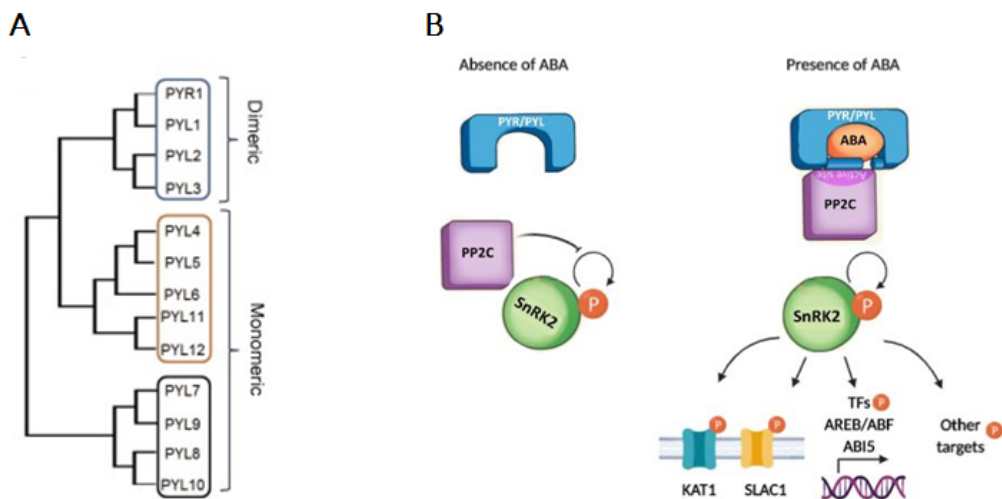 A
PYR1
PYL1
PYL2
PYL3
PYL4
PYL5
PYL6
PYL11
PYL12
PYL7
PYL9
PYL8
PYL10
Dimeric
Monomeric
B
Absence of ABA
PYR/PYL
PP2C
SnRK2
P
Presence of ABA
PYR/PYL
ABA
Active site
PP2C
SnRK2
P
P
KAT1
P
SLAC1
TFs P
AREB/ABF
ABI5
Other
targets
P